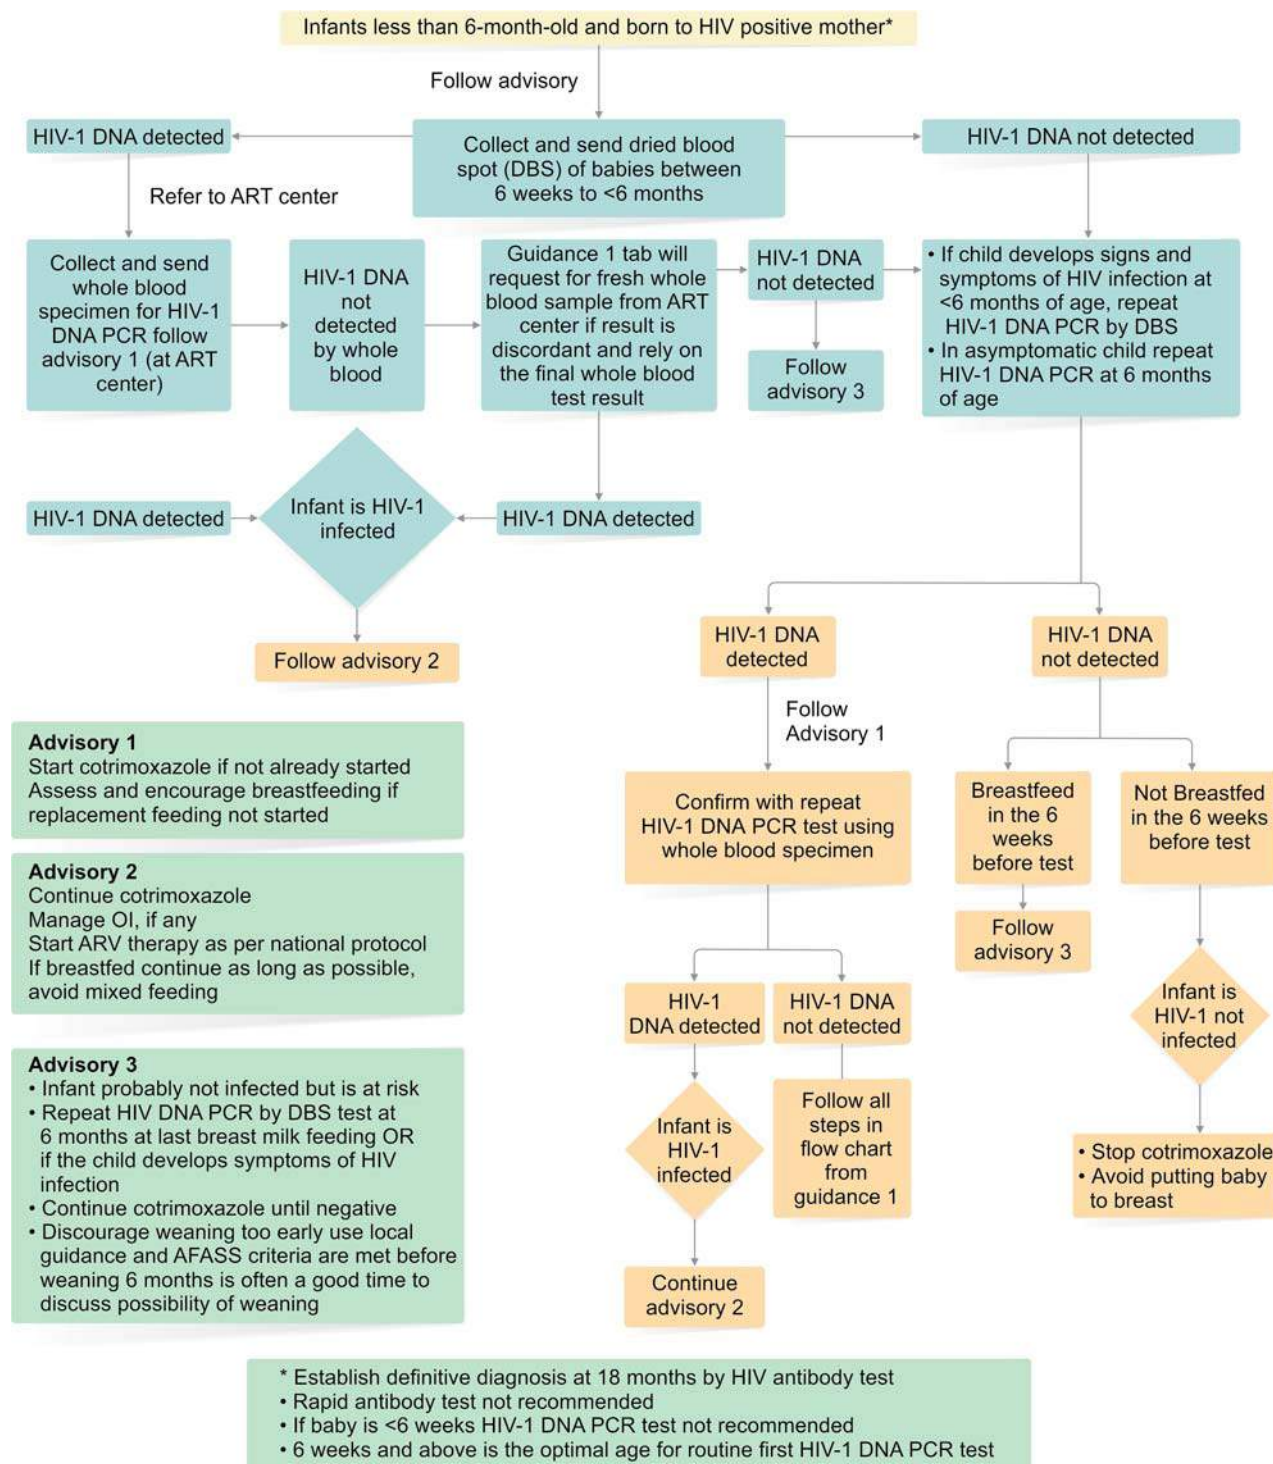 Infants less than 6-month-old and born to HIV positive mother*
Follow advisory
HIV-1 DNA detected
Collect and send dried blood
spot (DBS) of babies between
6 weeks to <6 months
HIV-1 DNA not detected
Refer to ART center
Collect and send
whole blood
specimen for HIV-1
DNA PCR follow
advisory 1 (at ART
center)
HIV-1 DNA
not
detected
by whole
blood
Guidance 1 tab will
request for fresh whole
blood sample from ART
center if result is
discordant and rely on
the final whole blood
test result
HIV-1 DNA
not detected
Follow
advisory 3
• If child develops signs and
symptoms of HIV infection at
<6 months of age, repeat
HIV-1 DNA PCR by DBS
• In asymptomatic child repeat
HIV-1 DNA PCR at 6 months
of age
HIV-1 DNA detected
Infant is HIV-1
infected
HIV-1 DNA detected
Follow advisory 2
HIV-1 DNA
detected
HIV-1 DNA
not detected
Follow
Advisory 1
Confirm with repeat
HIV-1 DNA PCR test using
whole blood specimen
Breastfeed
in the 6
weeks
before test
Not Breastfed
in the 6 weeks
before test
Follow
advisory 3
HIV-1
DNA detected
HIV-1 DNA
not detected
Infant is
HIV-1 not
infected
Infant is
HIV-1
infected
Follow all
steps in
flow chart
from
guidance 1
• Stop cotrimoxazole
• Avoid putting baby
to breast
Continue
advisory 2
Advisory 1
Start cotrimoxazole if not already started
Assess and encourage breastfeeding if
replacement feeding not started
Advisory 2
Continue cotrimoxazole
Manage OI, if any
Start ARV therapy as per national protocol
If breastfed continue as long as possible,
avoid mixed feeding
Advisory 3
• Infant probably not infected but is at risk
• Repeat HIV DNA PCR by DBS test at
6 months at last breast milk feeding OR
if the child develops symptoms of HIV
infection
• Continue cotrimoxazole until negative
• Discourage weaning too early use local
guidance and AFASS criteria are met before
weaning 6 months is often a good time to
discuss possibility of weaning
* Establish definitive diagnosis at 18 months by HIV antibody test
• Rapid antibody test not recommended
• If baby is <6 weeks HIV-1 DNA PCR test not recommended
• 6 weeks and above is the optimal age for routine first HIV-1 DNA PCR test